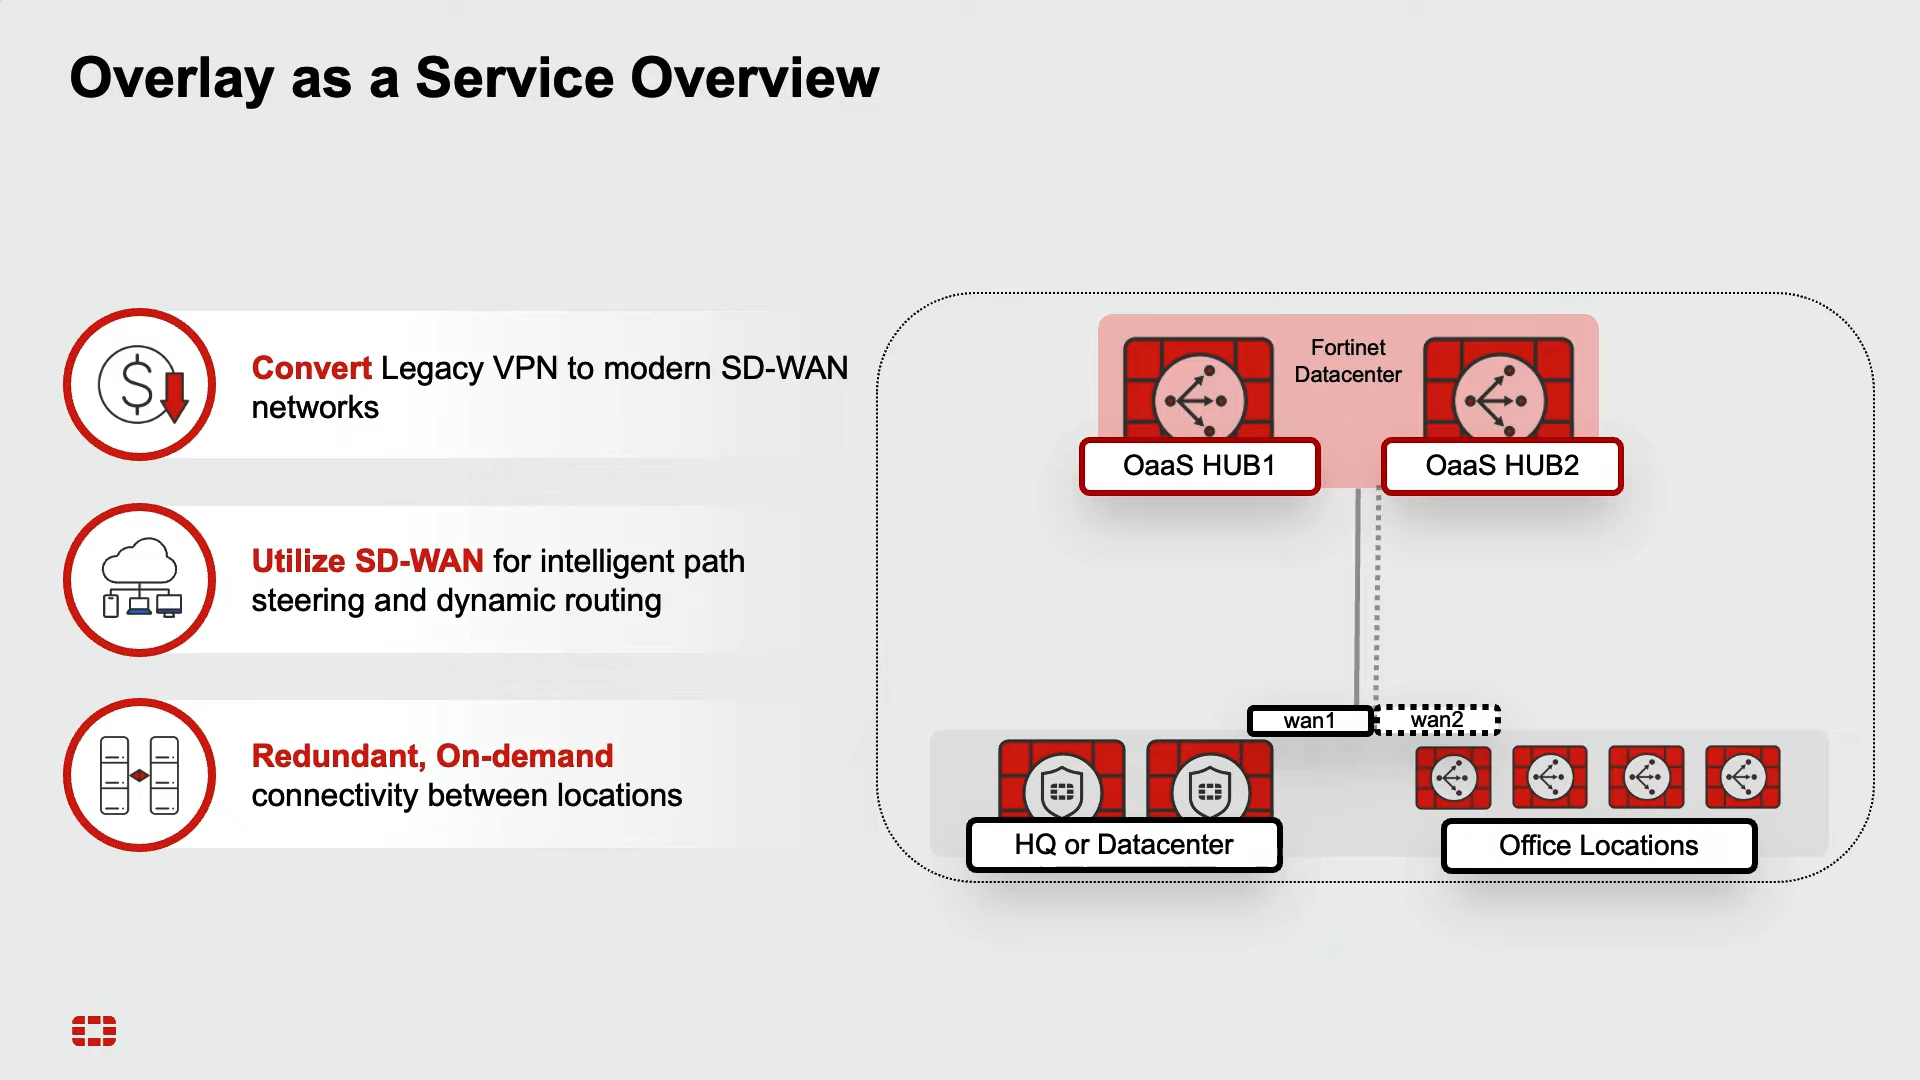 Overlay as a Service Overview
Convert Legacy VPN to modern SD-WAN
networks
Utilize SD-WAN for intelligent path
steering and dynamic routing
Redundant, On-demand
connectivity between locations
Fortinet
Datacenter
OaaS HUB1
OaaS HUB2
wan1
wan2
HQ or Datacenter
Office Locations